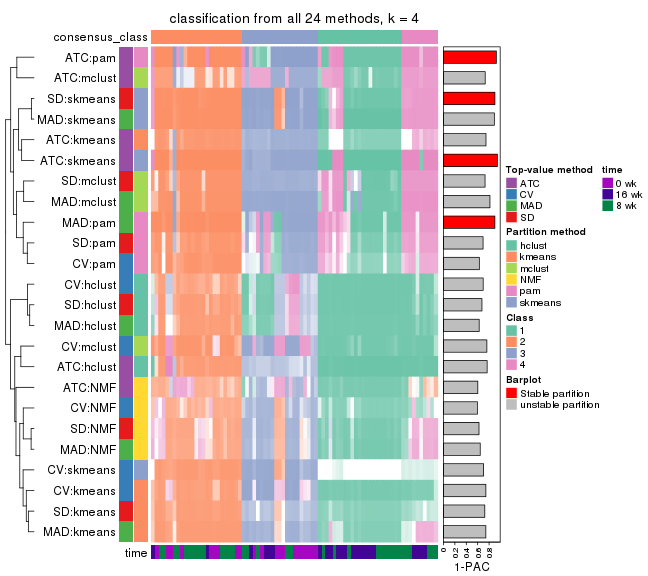 classification from all 24 methods, k = 4
consensus_class
ATC:pam
ATC:mclust
SD:skmeans
MAD:skmeans
ATC:kmeans
ATC:skmeans
SD:mclust
MAD:mclust
MAD:pam
SD:pam
CV:pam
CV:hclust
SD:hclust
MAD:hclust
CV:mclust
ATC:hclust
ATC:NMF
CV:NMF
SD:NMF
MAD:NMF
CV:skmeans
CV:kmeans
SD:kmeans
MAD:kmeans
time
0
0.2
0.4
0.6
0.8
1-PAC
Top-value method
ATC
CV
MAD
SD
time
0 wk
16 wk
8 wk
Partition method
hclust
kmeans
mclust
NMF
pam
skmeans
Class
1
2
3
4
Barplot
Stable partition
unstable partition